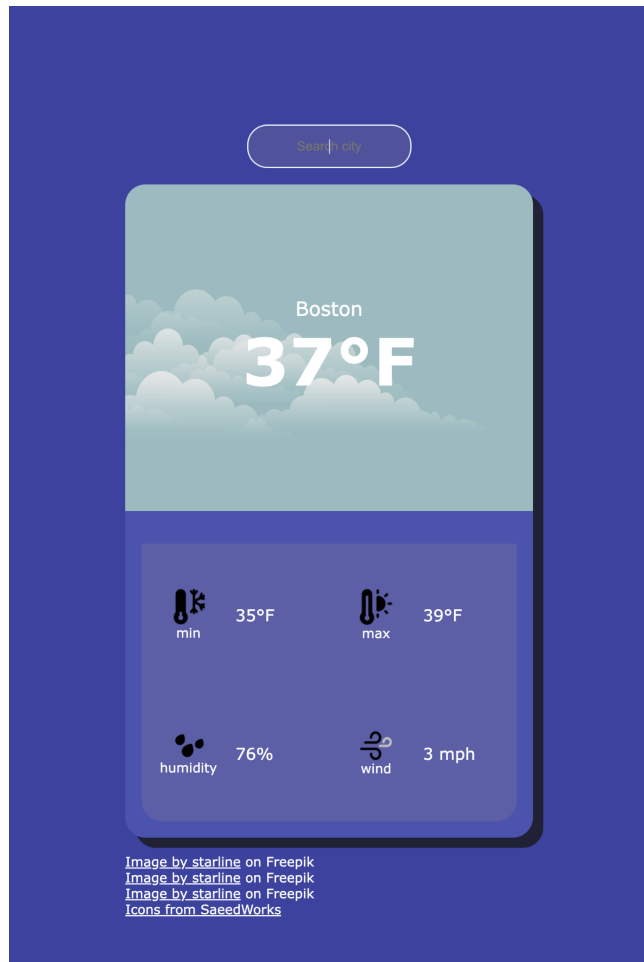 Search city
Boston
37°F
35°F
39°F
min
max
76%
3 mph
humidity
wind
Image by starline on Freepik
Image by starline on Freepik
Image by starline on Freepik
Icons from SaeedWorks